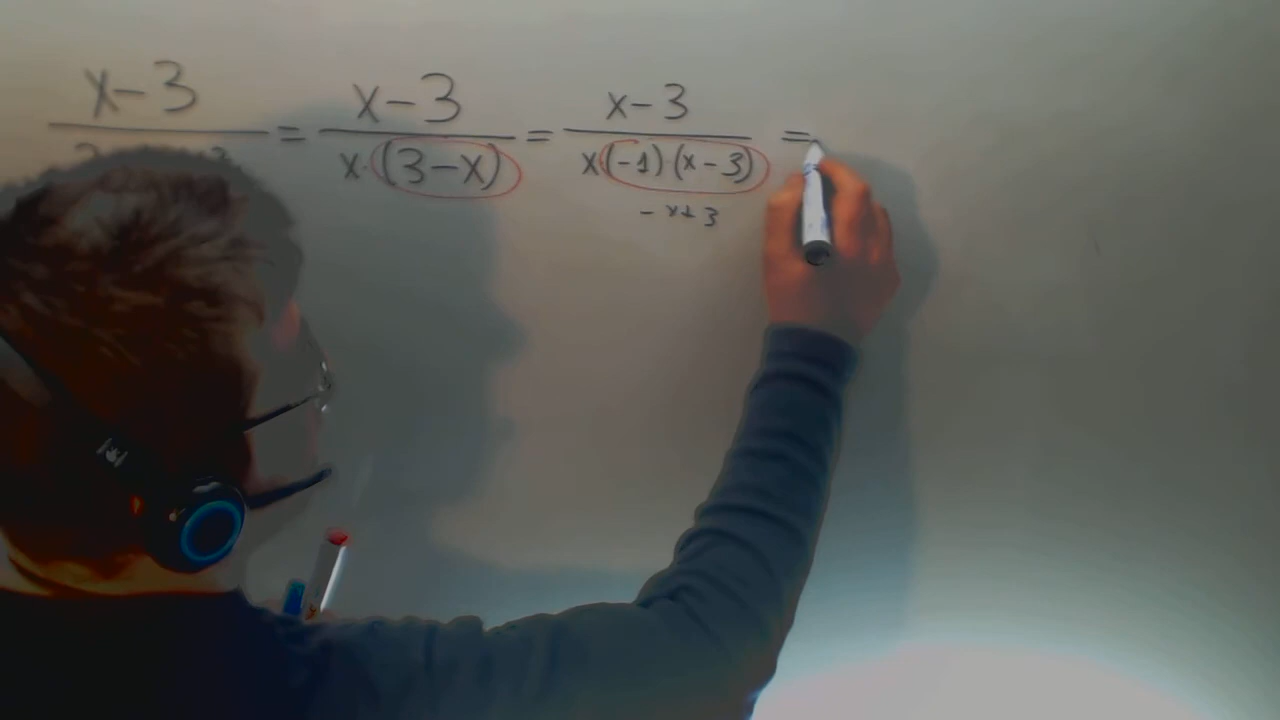 x-3 = x-3 = x-3 =
x·(3-x) x(-1)(x-3)
-x+3